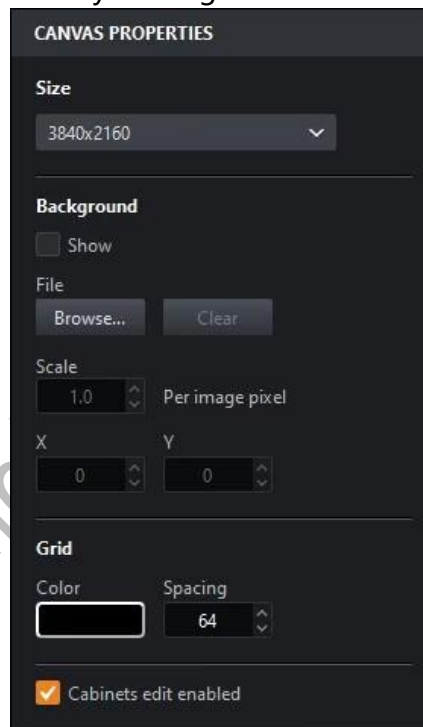 CANVAS PROPERTIES
Size
3840x2160
Background
Show
File
Browse... Clear
Scale
1.0 Per image pixel
X Y
0 0
Grid
Color Spacing
64
Cabinets edit enabled